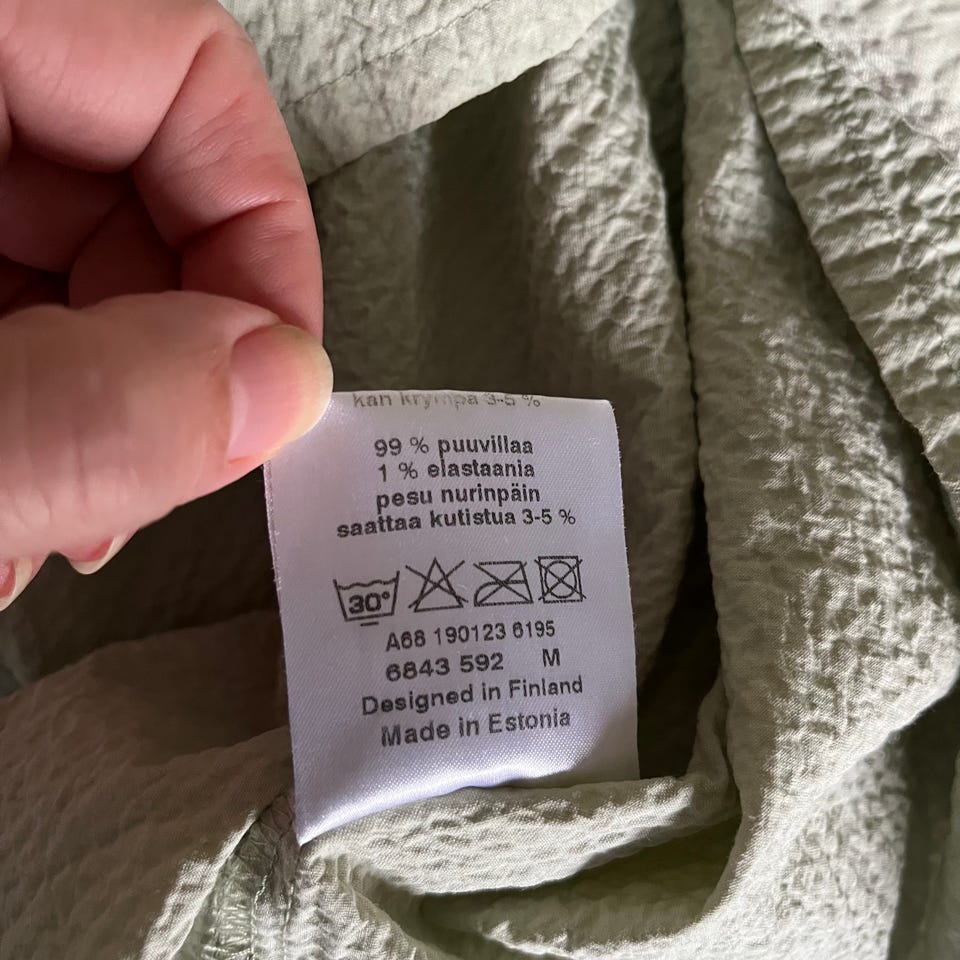 kan krympa 3-5 %
99 % puuvillaa
1 % elastaania
pesu nurinpäin
saattaa kutistua 3-5 %
30°
A68 190123 6195
6843 592 M
Designed in Finland
Made in Estonia